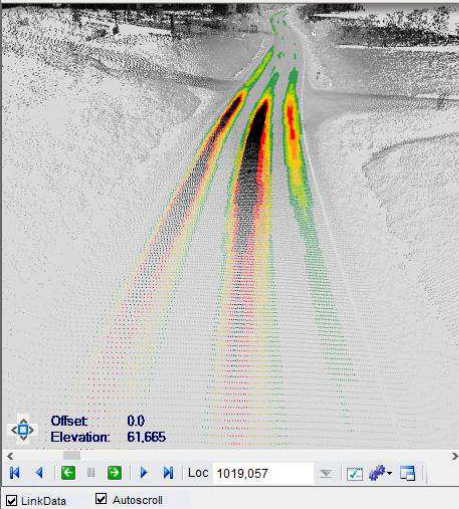 Offset: 0.0
Elevation: 61,665
Loc 1019,057
LinkData Autoscroll